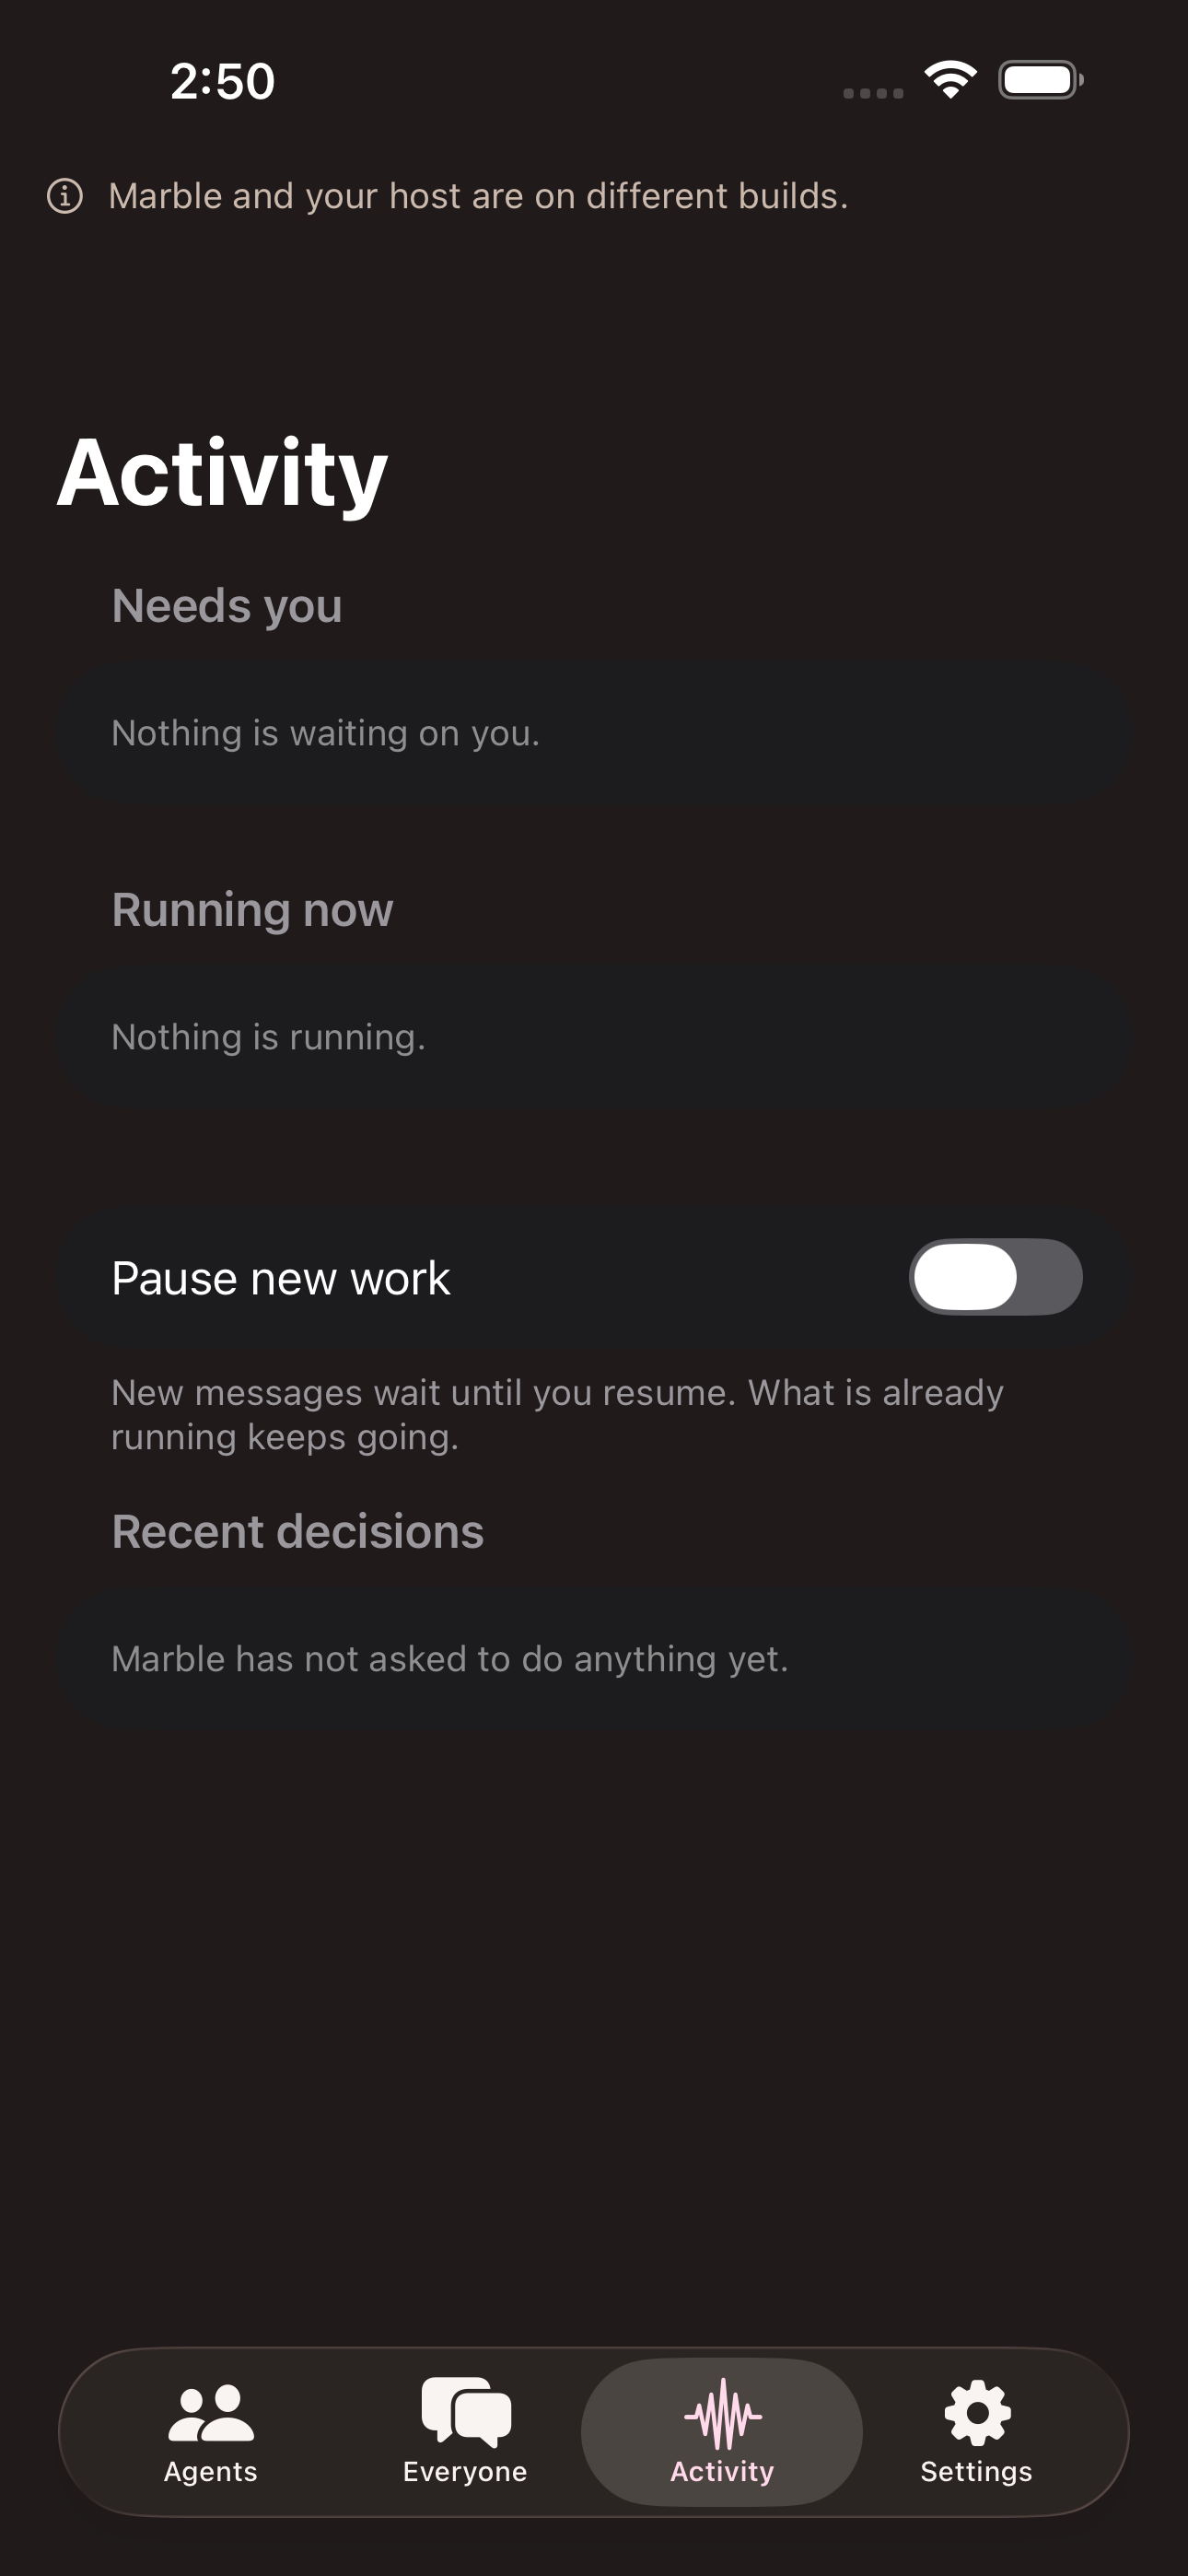 2:50
Marble and your host are on different builds.
Activity
Needs you
Nothing is waiting on you.
Running now
Nothing is running.
Pause new work
New messages wait until you resume. What is already
running keeps going.
Recent decisions
Marble has not asked to do anything yet.
Agents
Everyone
Activity
Settings